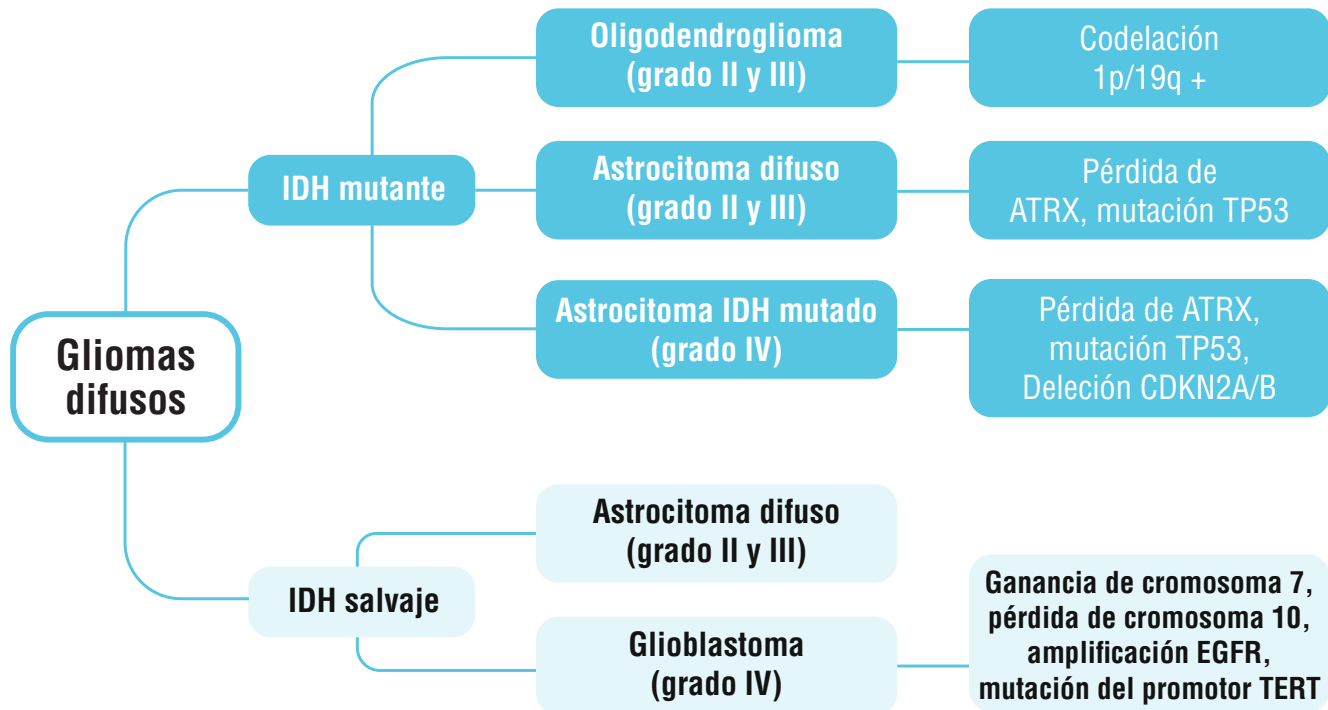 Gliomas
difusos
IDH mutante
Oligodendroglioma
(grado II y III)
Codelación
1p/19q +
Astrocitoma difuso
(grado II y III)
Pérdida de
ATRX, mutación TP53
Astrocitoma IDH mutado
(grado IV)
Pérdida de ATRX,
mutación TP53,
Deleción CDKN2A/B
IDH salvaje
Astrocitoma difuso
(grado II y III)
Glioblastoma
(grado IV)
Ganancia de cromosoma 7,
pérdida de cromosoma 10,
amplificación EGFR,
mutación del promotor TERT